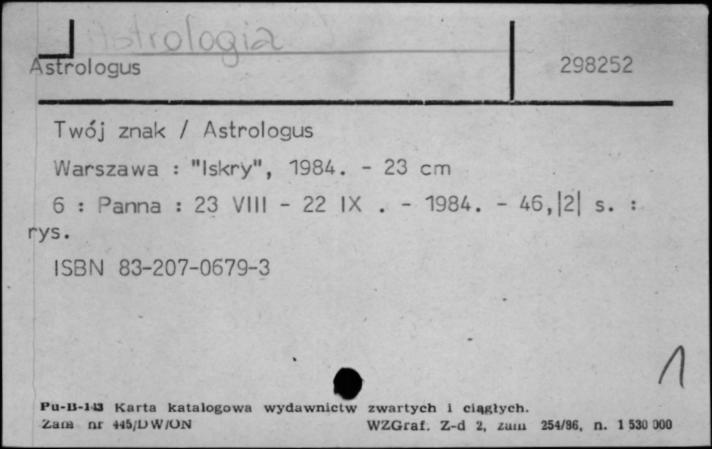 Astrologia
Astrologus 298252
Twój znak / Astrologus
Warszawa : "Iskry", 1984. - 23 cm
6 : Panna : 23 VIII - 22 IX . - 1984. - 46,|2| s. :
rys.
ISBN 83-207-0679-3
1
Pu-B-143 Karta katalogowa wydawnictw zwartych i ciągłych.
Zam nr 445/DW/ON WZGraf. Z-d 2, zam 254/86, n. 1 530 000